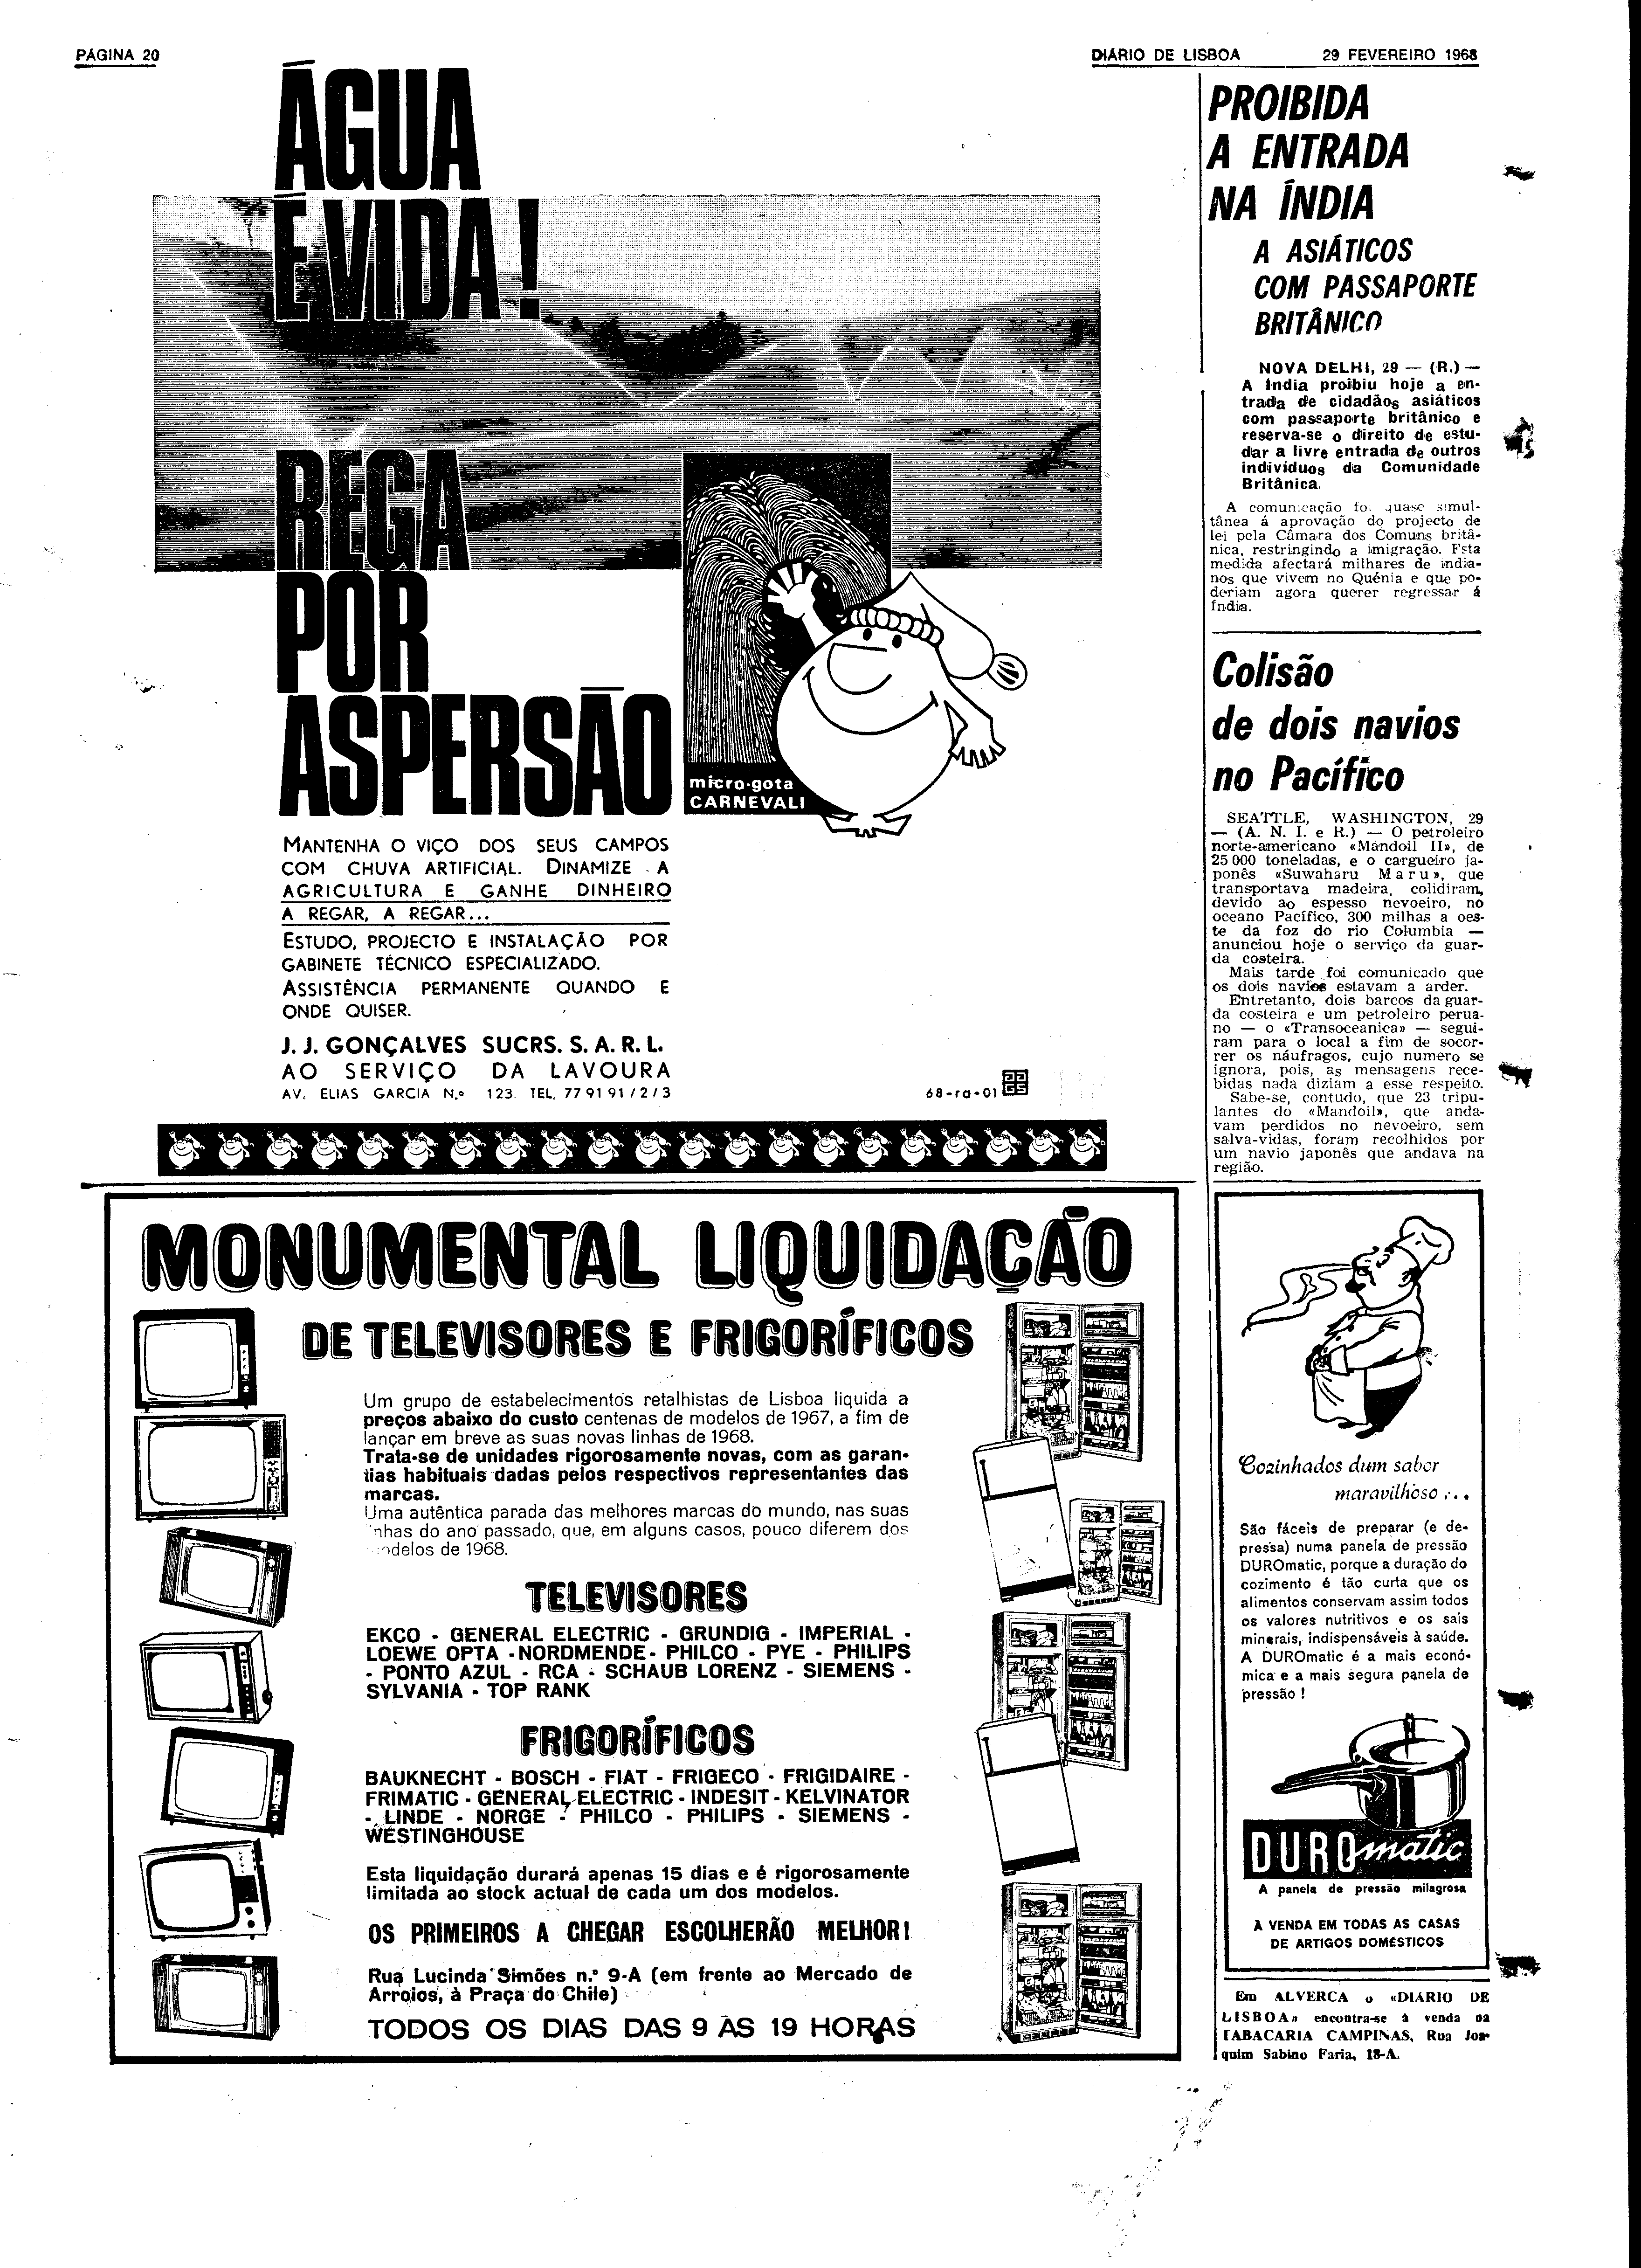 PÁGINA 20
DIÁRIO DE LISBOA 29 FEVEREIRO 1968
ÁGUA
É VIDA!
REGA
POR
ASPERSÃO
micro-gota
CARNEVALI
MANTENHA O VIÇO DOS SEUS CAMPOS
COM CHUVA ARTIFICIAL. DINAMIZE A
AGRICULTURA E GANHE DINHEIRO
A REGAR, A REGAR...
ESTUDO, PROJECTO E INSTALAÇÃO POR
GABINETE TÉCNICO ESPECIALIZADO.
ASSISTÊNCIA PERMANENTE QUANDO E
ONDE QUISER.
J. J. GONÇALVES SUCRS. S. A. R. L.
AO SERVIÇO DA LAVOURA
AV. ELIAS GARCIA N.º 123. TEL. 77 91 91 / 2 / 3
68-ra-01
MONUMENTAL LIQUIDAÇÃO
DE TELEVISORES E FRIGORÍFICOS
Um grupo de estabelecimentos retalhistas de Lisboa liquida a
preços abaixo do custo centenas de modelos de 1967, a fim de
lançar em breve as suas novas linhas de 1968.
Trata-se de unidades rigorosamente novas, com as garan-
tias habituais dadas pelos respectivos representantes das
marcas.
Uma autêntica parada das melhores marcas do mundo, nas suas
nhas do ano passado, que, em alguns casos, pouco diferem dos
odelos de 1968.
TELEVISORES
EKCO - GENERAL ELECTRIC - GRUNDIG - IMPERIAL -
LOEWE OPTA - NORDMENDE - PHILCO - PYE - PHILIPS
- PONTO AZUL - RCA - SCHAUB LORENZ - SIEMENS -
SYLVANIA - TOP RANK
FRIGORÍFICOS
BAUKNECHT - BOSCH - FIAT - FRIGECO - FRIGIDAIRE -
FRIMATIC - GENERAL ELECTRIC - INDESIT - KELVINATOR
- LINDE - NORGE - PHILCO - PHILIPS - SIEMENS -
WESTINGHOUSE
Esta liquidação durará apenas 15 dias e é rigorosamente
limitada ao stock actual de cada um dos modelos.
OS PRIMEIROS A CHEGAR ESCOLHERÃO MELHOR!
Rua Lucinda Simões n.º 9-A (em frente ao Mercado de
Arroios, à Praça do Chile)
TODOS OS DIAS DAS 9 ÀS 19 HORAS
PROIBIDA
A ENTRADA
NA ÍNDIA
A ASIÁTICOS
COM PASSAPORTE
BRITÂNICO
NOVA DELHI, 29 — (R.) —
A Índia proibiu hoje a en-
trada de cidadãos asiáticos
com passaporte britânico e
reserva-se o direito de estu-
dar a livre entrada de outros
indivíduos da Comunidade
Britânica.
A comunicação foi quase simul-
tânea á aprovação do projecto de
lei pela Câmara dos Comuns britâ-
nica, restringindo a imigração. Esta
medida afectará milhares de india-
nos que vivem no Quénia e que po-
deriam agora querer regressar á
Índia.
Colisão
de dois navios
no Pacífico
SEATTLE, WASHINGTON, 29
— (A. N. I. e R.) — O petroleiro
norte-americano «Mandoil II», de
25 000 toneladas, e o cargueiro ja-
ponês «Suwaharu Maru», que
transportava madeira, colidiram,
devido ao espesso nevoeiro, no
oceano Pacífico, 300 milhas a oes-
te da foz do rio Columbia —
anunciou hoje o serviço da guar-
da costeira.
Mais tarde foi comunicado que
os dois navios estavam a arder.
Entretanto, dois barcos da guar-
da costeira e um petroleiro perua-
no — o «Transoceanica» — segui-
ram para o local a fim de socor-
rer os náufragos, cujo numero se
ignora, pois, as mensagens rece-
bidas nada diziam a esse respeito.
Sabe-se, contudo, que 23 tripu-
lantes do «Mandoil», que anda-
vam perdidos no nevoeiro, sem
salva-vidas, foram recolhidos por
um navio japonês que andava na
região.
Cozinhados dum sabor
maravilhoso ...
São fáceis de preparar (e de-
pressa) numa panela de pressão
DUROmatic, porque a duração do
cozimento é tão curta que os
alimentos conservam assim todos
os valores nutritivos e os sais
minerais, indispensáveis à saúde.
A DUROmatic é a mais econó-
mica e a mais segura panela de
pressão !
DUROmatic
A panela de pressão milagrosa
À VENDA EM TODAS AS CASAS
DE ARTIGOS DOMÉSTICOS
Em ALVERCA o «DIÁRIO DE
LISBOA» encontra-se à venda na
TABACARIA CAMPINAS, Rua Joa-
quim Sabino Faria, 18-A.